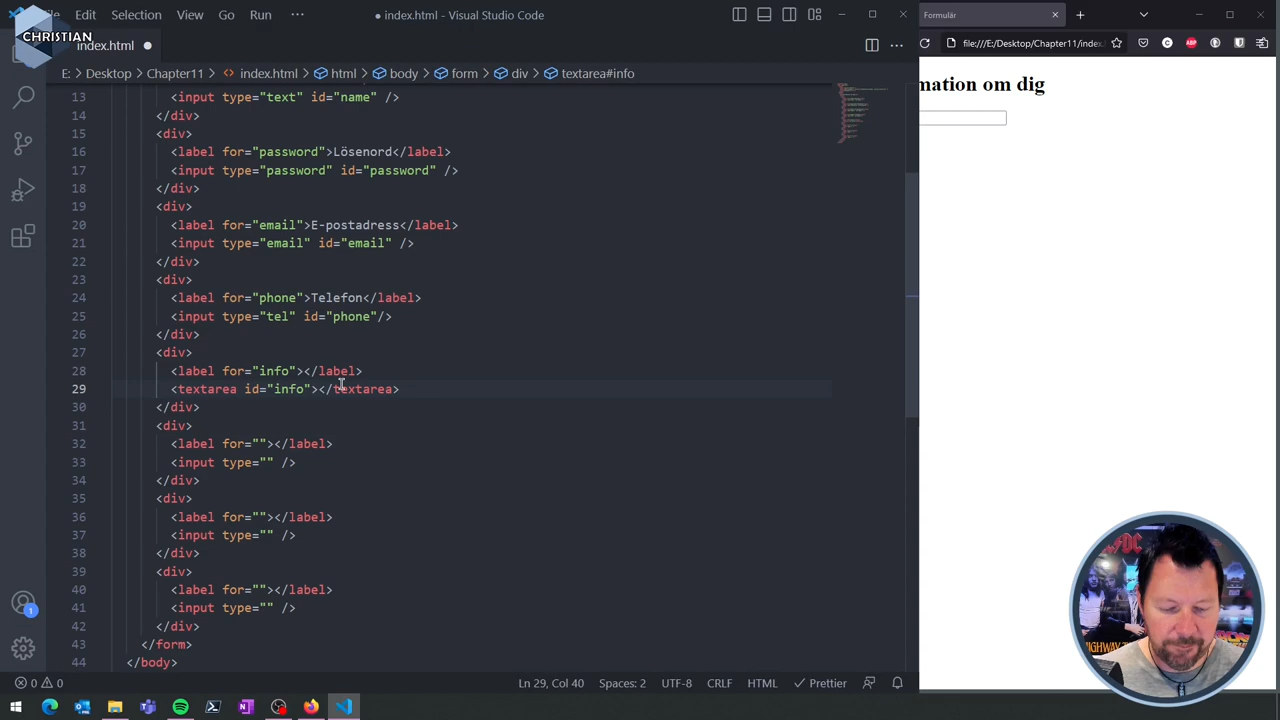 CHRISTIAN
File Edit Selection View Go Run ···
● index.html - Visual Studio Code
index.html ●
E: > Desktop > Chapter11 > <> index.html > html > body > form > div > textarea#info
13 <input type="text" id="name" />
14 </div>
15 <div>
16 <label for="password">Lösenord</label>
17 <input type="password" id="password" />
18 </div>
19 <div>
20 <label for="email">E-postadress</label>
21 <input type="email" id="email" />
22 </div>
23 <div>
24 <label for="phone">Telefon</label>
25 <input type="tel" id="phone"/>
26 </div>
27 <div>
28 <label for="info"></label>
29 <textarea id="info"></textarea>
30 </div>
31 <div>
32 <label for=""></label>
33 <input type="" />
34 </div>
35 <div>
36 <label for=""></label>
37 <input type="" />
38 </div>
39 <div>
40 <label for=""></label>
41 <input type="" />
42 </div>
43 </form>
44 </body>
1
0 0
Ln 29, Col 40 Spaces: 2 UTF-8 CRLF HTML Prettier
Formulär
file:///E:/Desktop/Chapter11/index.
ABP
mation om dig
AC DC
HIGHWAY